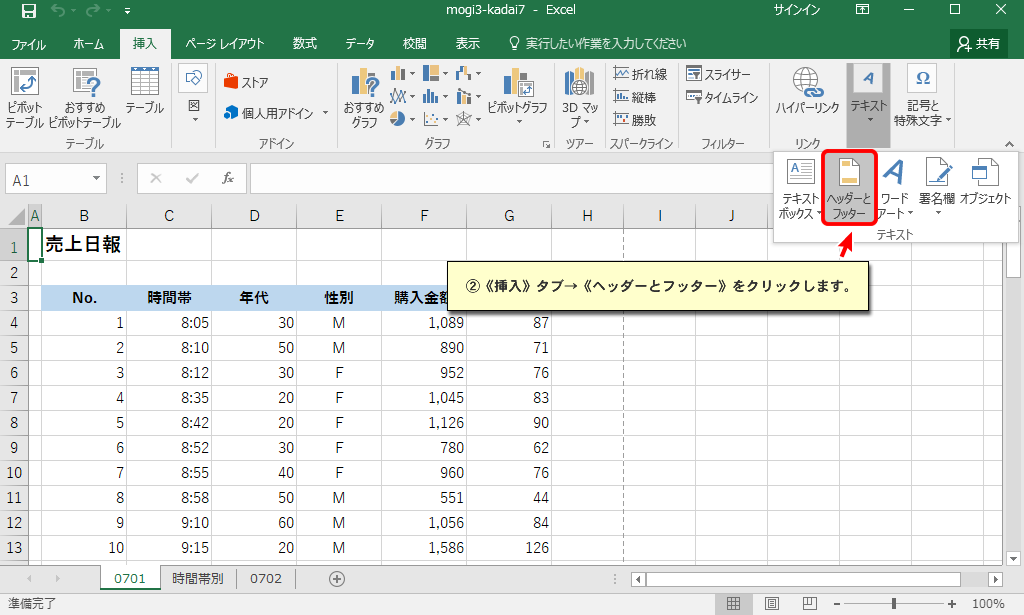 mogi3-kadai7 - Excel サインイン
ファイル ホーム 挿入 ページ レイアウト 数式 データ 校閲 表示 実行したい作業を入力してください 共有
ピボット
テーブル
おすすめ
ピボットテーブル
テーブル
図
ストア
個人用アドイン
おすすめ
グラフ
ピボットグラフ
3D マッ
プ
折れ線
縦棒
勝敗
スライサー
タイムライン
ハイパーリンク
テキスト
記号と
特殊文字
テーブル アドイン グラフ ツアー スパークライン フィルター リンク
テキスト
ボックス
ヘッダーと
フッター
ワード
アート
署名欄
オブジェクト
テキスト
A1 fx
A B C D E F G H I J
1 売上日報
2
②《挿入》タブ→《ヘッダーとフッター》をクリックします。
3 No. 時間帯 年代 性別 購入金
4 1 8:05 30 M 1,089 87
5 2 8:10 50 M 890 71
6 3 8:12 30 F 952 76
7 4 8:35 20 F 1,045 83
8 5 8:42 20 F 1,126 90
9 6 8:52 30 F 780 62
10 7 8:55 40 F 960 76
11 8 8:58 50 M 551 44
12 9 9:10 60 M 1,056 84
13 10 9:15 20 M 1,586 126
0701 時間帯別 0702
準備完了 100%